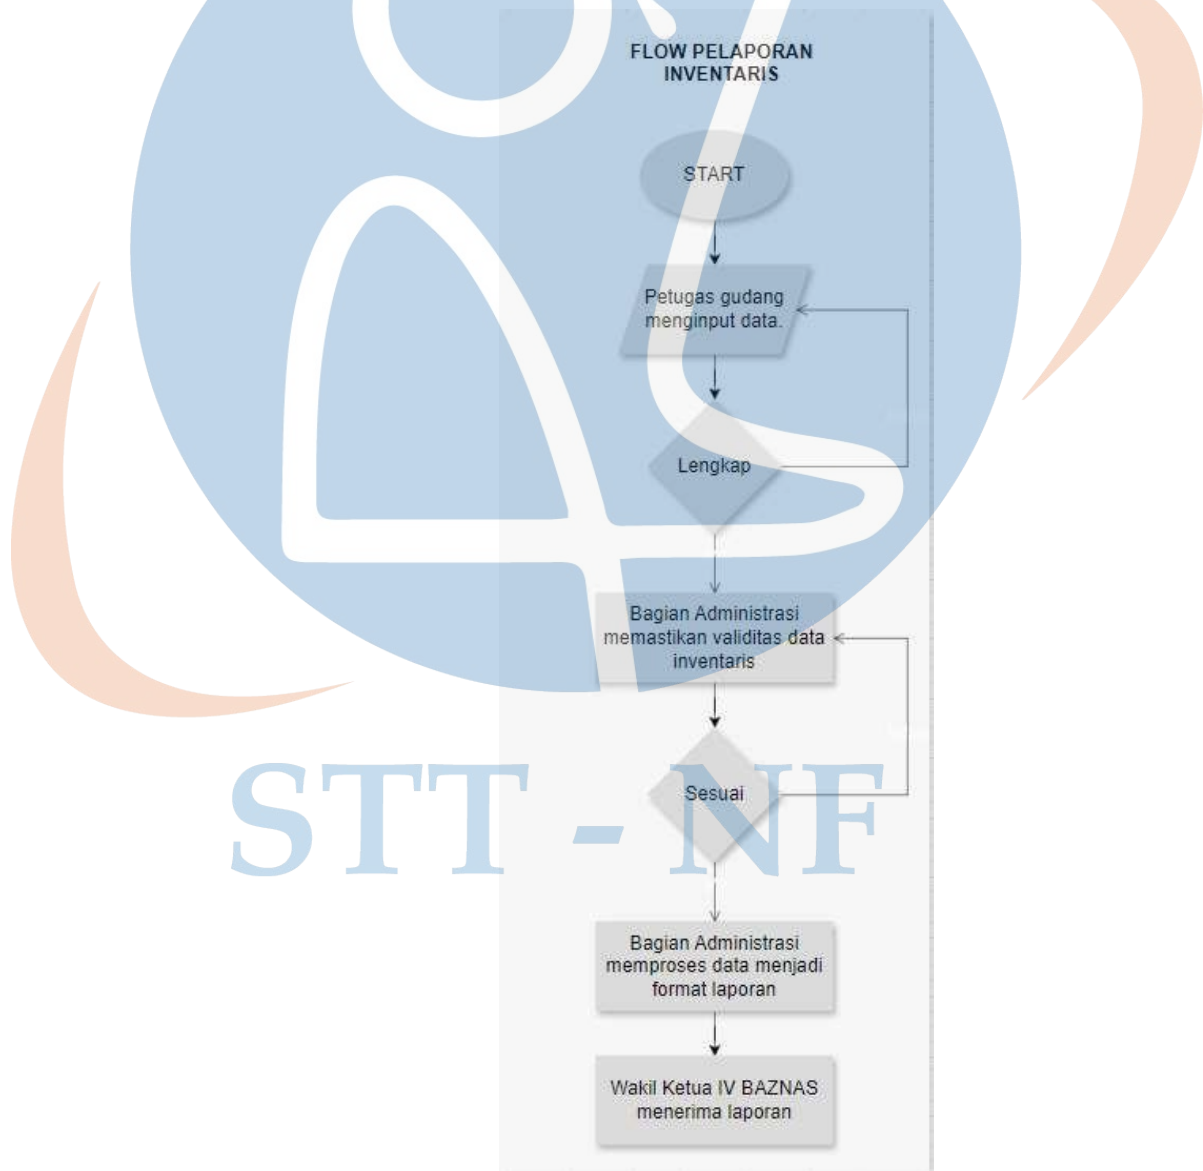 FLOW PELAPORAN
INVENTARIS
START
Petugas gudang
menginput data.
Lengkap
Bagian Administrasi
memastikan validitas data
inventaris
Sesuai
STT - NF
Bagian Administrasi
memproses data menjadi
format laporan
Wakil Ketua IV BAZNAS
menerima laporan